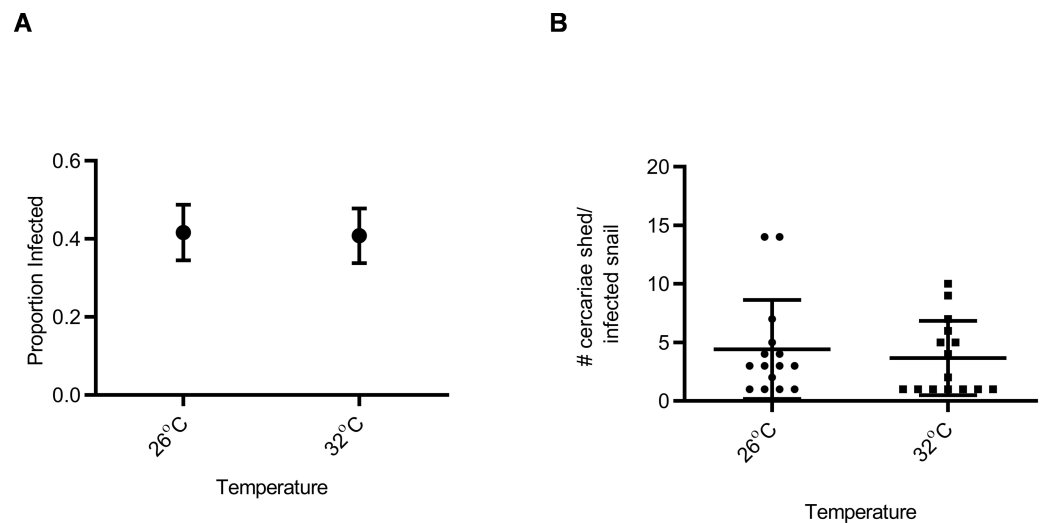 A
Proportion Infected
0.6
0.4
0.2
0.0
26°C
32°C
Temperature
B
# cercariae shed/
infected snail
20
15
10
5
0
26°C
32°C
Temperature